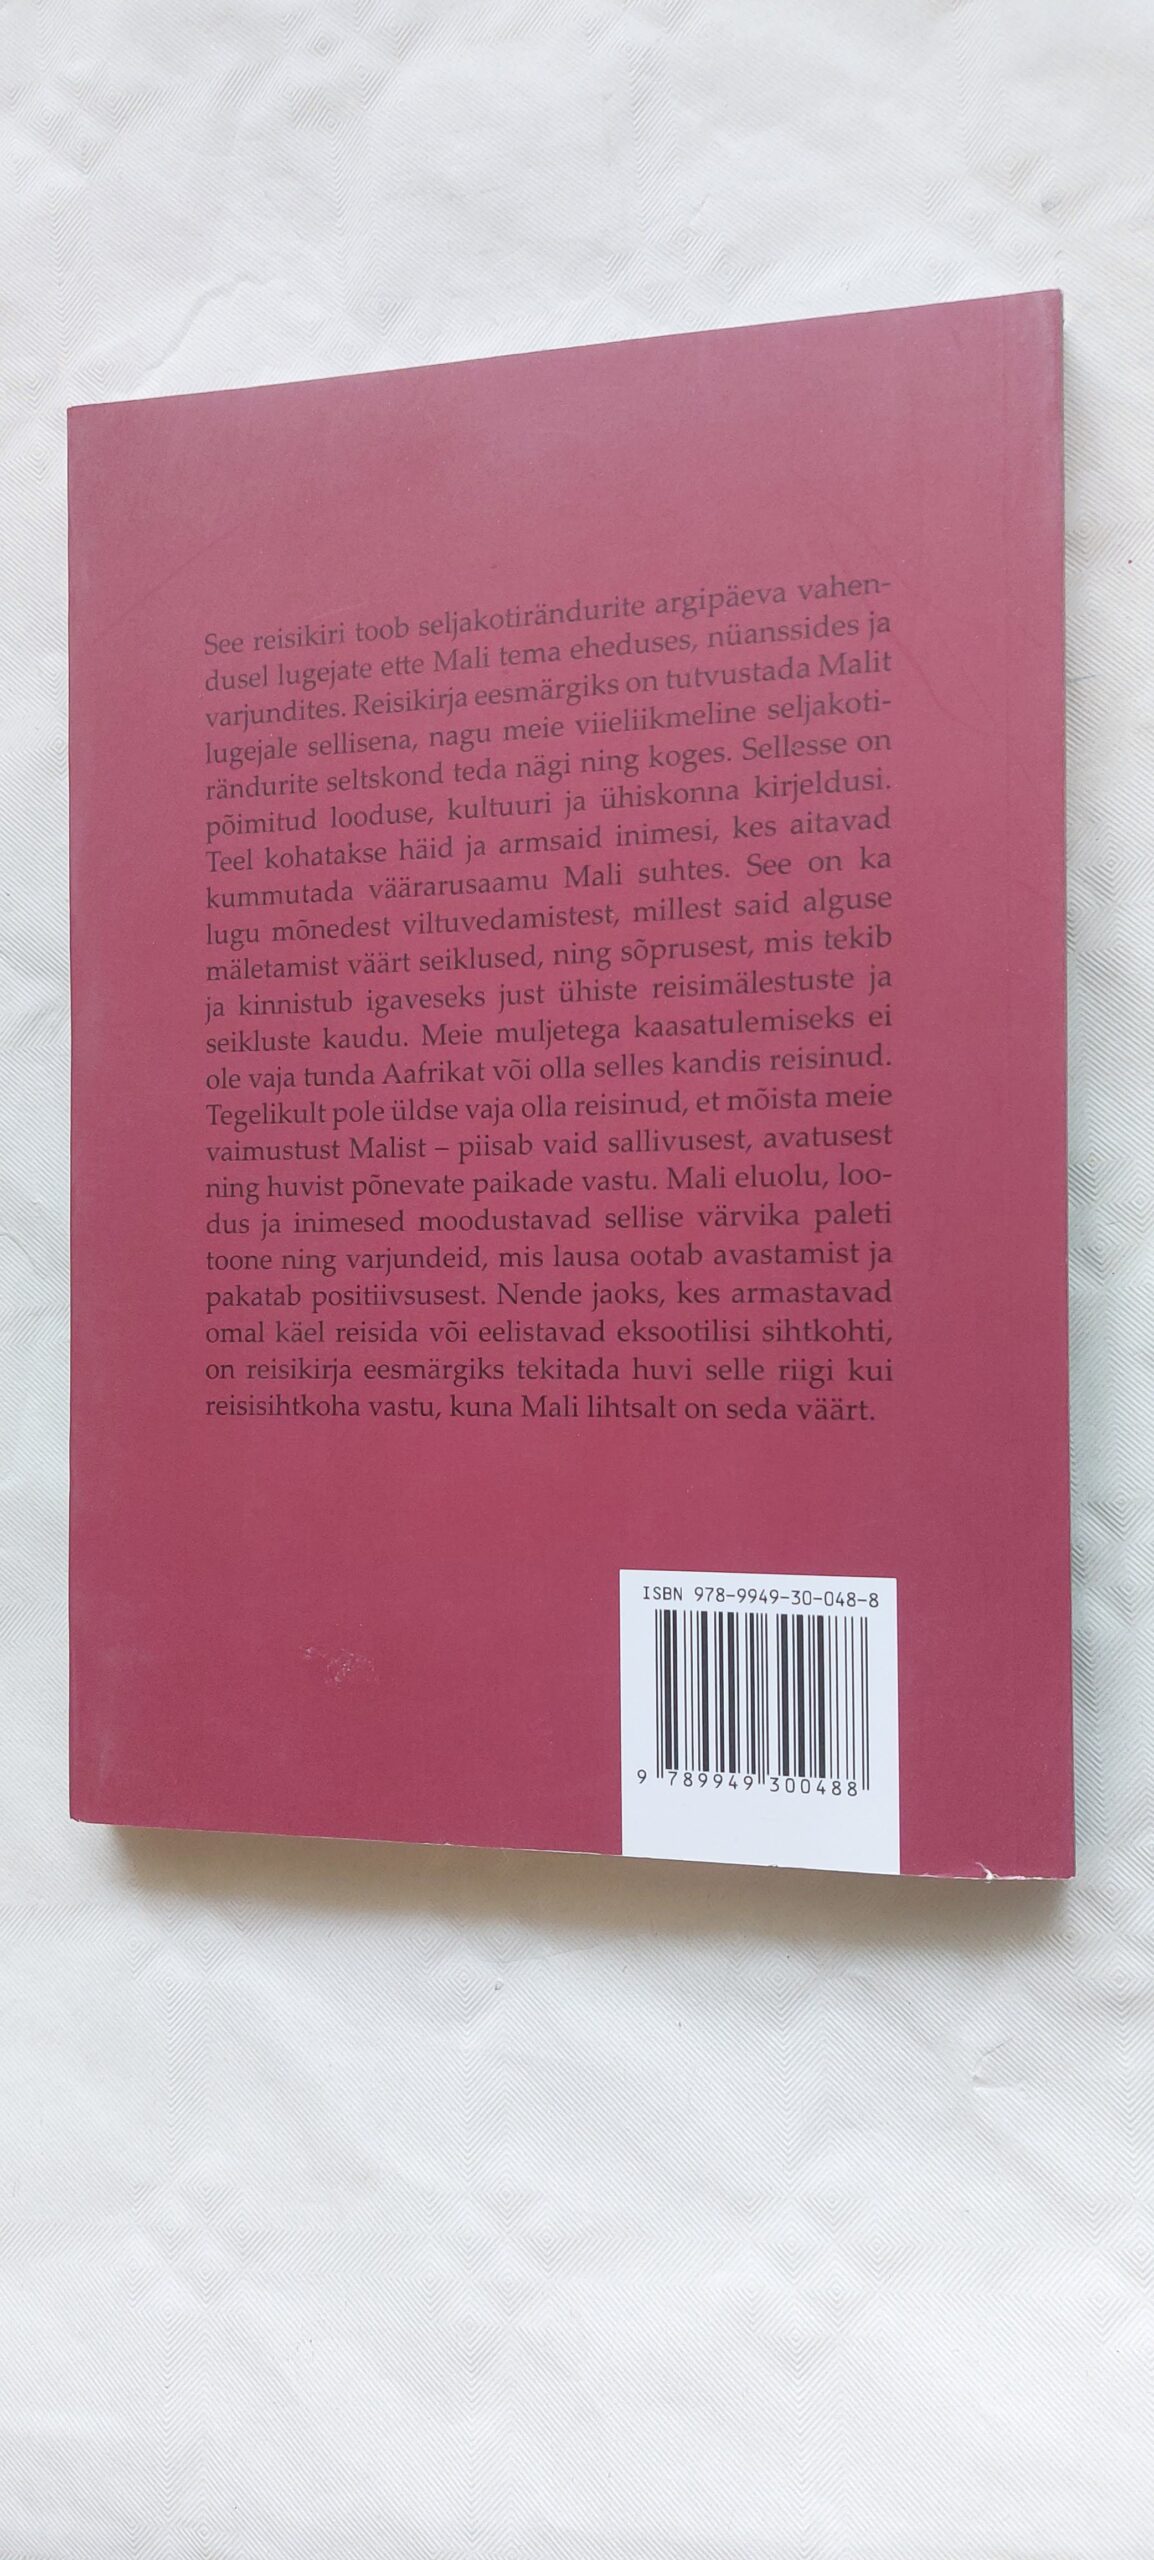 See reisikiri toob seljakotirändurite argipäeva vahen-
dusel lugejate ette Mali tema eheduses, nüanssides ja
varjundites. Reisikirja eesmärgiks on tutvustada Malit
lugejale sellisena, nagu meie viieliikmeline seljakoti-
rändurite seltskond teda nägi ning koges. Sellesse on
põimitud looduse, kultuuri ja ühiskonna kirjeldusi.
Teel kohatakse häid ja armsaid inimesi, kes aitavad
kummutada väärarusaamu Mali suhtes. See on ka
lugu mõnedest viltuvedamistest, millest said alguse
mäletamist väärt seiklused, ning sõprusest, mis tekib
ja kinnistub igaveseks just ühiste reisimälestuste ja
seikluste kaudu. Meie muljetega kaasatulemiseks ei
ole vaja tunda Aafrikat või olla selles kandis reisinud.
Tegelikult pole üldse vaja olla reisinud, et mõista meie
vaimustust Malist – piisab vaid sallivusest, avatusest
ning huvist põnevate paikade vastu. Mali eluolu, loo-
dus ja inimesed moodustavad sellise värvika paleti
toone ning varjundeid, mis lausa ootab avastamist ja
pakatab positiivsusest. Nende jaoks, kes armastavad
omal käel reisida või eelistavad eksootilisi sihtkohti,
on reisikirja eesmärgiks tekitada huvi selle riigi kui
reisisihtkoha vastu, kuna Mali lihtsalt on seda väärt.
ISBN 978-9949-30-048-8
9 789949 300488